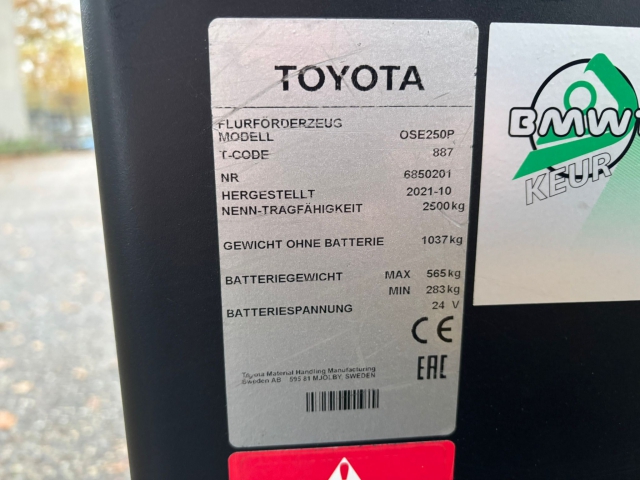 TOYOTA
FLURFÖRDERZEUG
MODELL OSE250P
T-CODE 887
NR 6850201
HERGESTELLT 2021-10
NENN-TRAGFÄHIGKEIT 2500kg
GEWICHT OHNE BATTERIE 1037kg
BATTERIEGEWICHT MAX 565kg
MIN 283kg
BATTERIESPANNUNG 24 V
CE
Toyota Material Handling Manufacturing
Sweden AB 595 81 MJÖLBY, SWEDEN
EAC
BMWT
KEUR